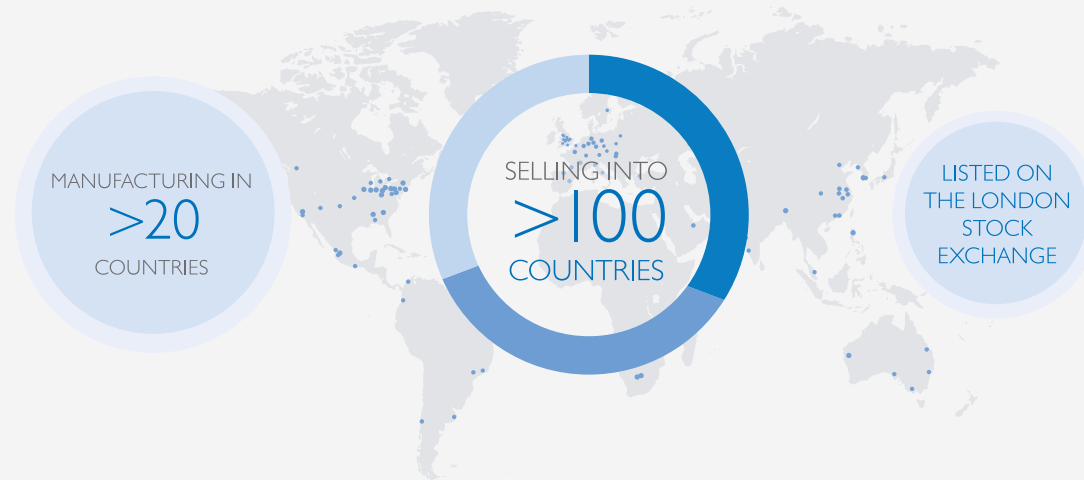 MANUFACTURING IN
>20
COUNTRIES
SELLING INTO
>100
COUNTRIES
LISTED ON
THE LONDON
STOCK
EXCHANGE